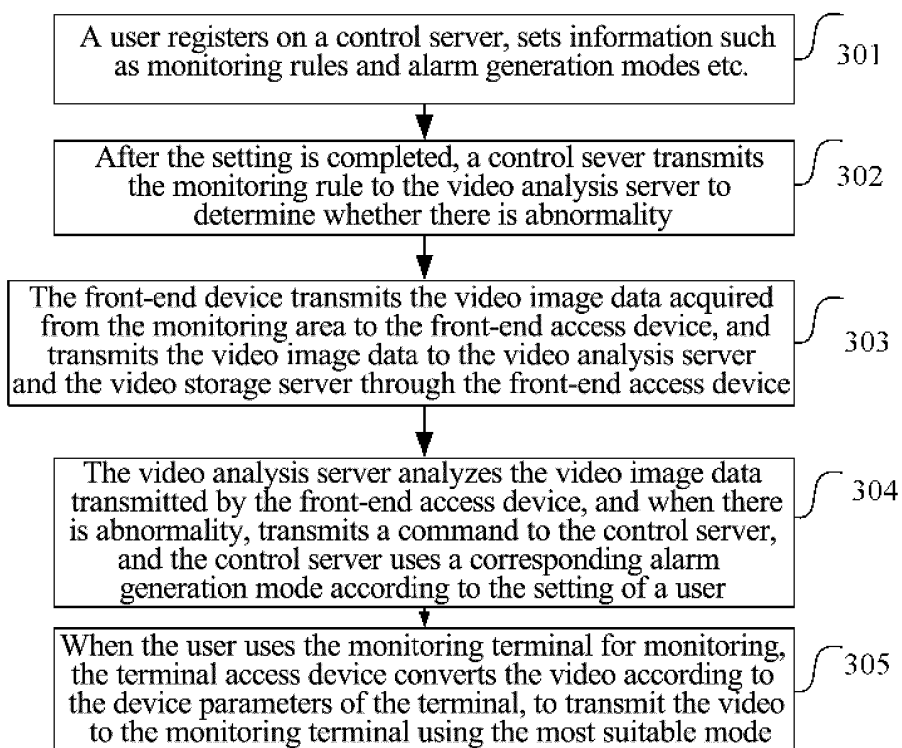 A user registers on a control server, sets information such
as monitoring rules and alarm generation modes etc.
301
After the setting is completed, a control sever transmits
the monitoring rule to the video analysis server to
determine whether there is abnormality
302
The front-end device transmits the video image data acquired
from the monitoring area to the front-end access device, and
transmits the video image data to the video analysis server
and the video storage server through the front-end access device
303
The video analysis server analyzes the video image data
transmitted by the front-end access device, and when there
is abnormality, transmits a command to the control server,
and the control server uses a corresponding alarm
generation mode according to the setting of a user
304
When the user uses the monitoring terminal for monitoring,
the terminal access device converts the video according to
the device parameters of the terminal, to transmit the video
to the monitoring terminal using the most suitable mode
305